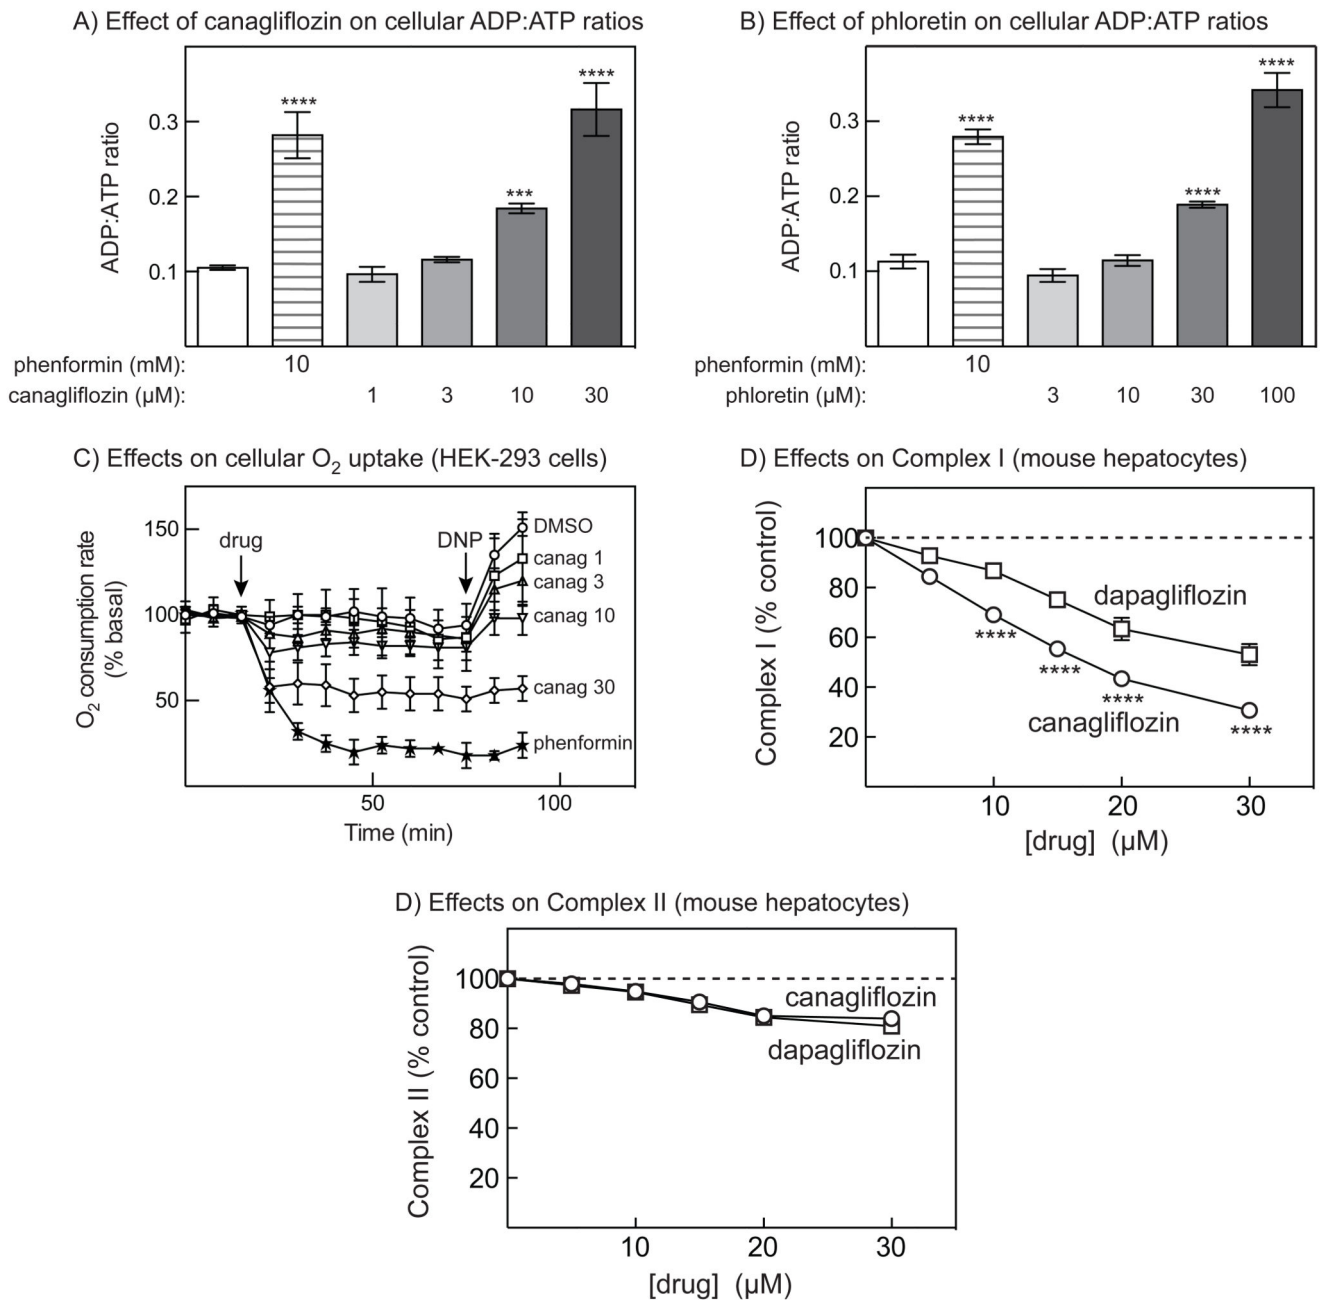 A) Effect of canagliflozin on cellular ADP:ATP ratios
ADP:ATP ratio
0.3
0.2
0.1
****
***
****
phenformin (mM): 10
canagliflozin (µM): 1 3 10 30
B) Effect of phloretin on cellular ADP:ATP ratios
ADP:ATP ratio
0.3
0.2
0.1
****
****
****
phenformin (mM): 10
phloretin (µM): 3 10 30 100
C) Effects on cellular O2 uptake (HEK-293 cells)
O2 consumption rate
(% basal)
150
100
50
drug
DNP
DMSO
canag 1
canag 3
canag 10
canag 30
phenformin
50 100
Time (min)
D) Effects on Complex I (mouse hepatocytes)
Complex I (% control)
100
80
60
40
20
dapagliflozin
****
****
****
canagliflozin
****
10 20 30
[drug] (µM)
D) Effects on Complex II (mouse hepatocytes)
Complex II (% control)
100
80
60
40
20
canagliflozin
dapagliflozin
10 20 30
[drug] (µM)